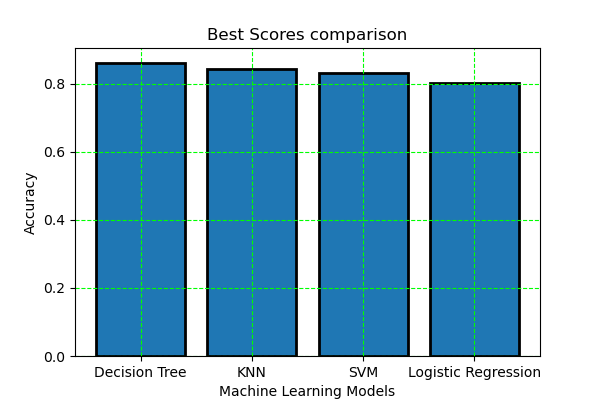 Best Scores comparison
0.8
0.6
0.4
0.2
0.0
Accuracy
Decision Tree KNN SVM Logistic Regression
Machine Learning Models